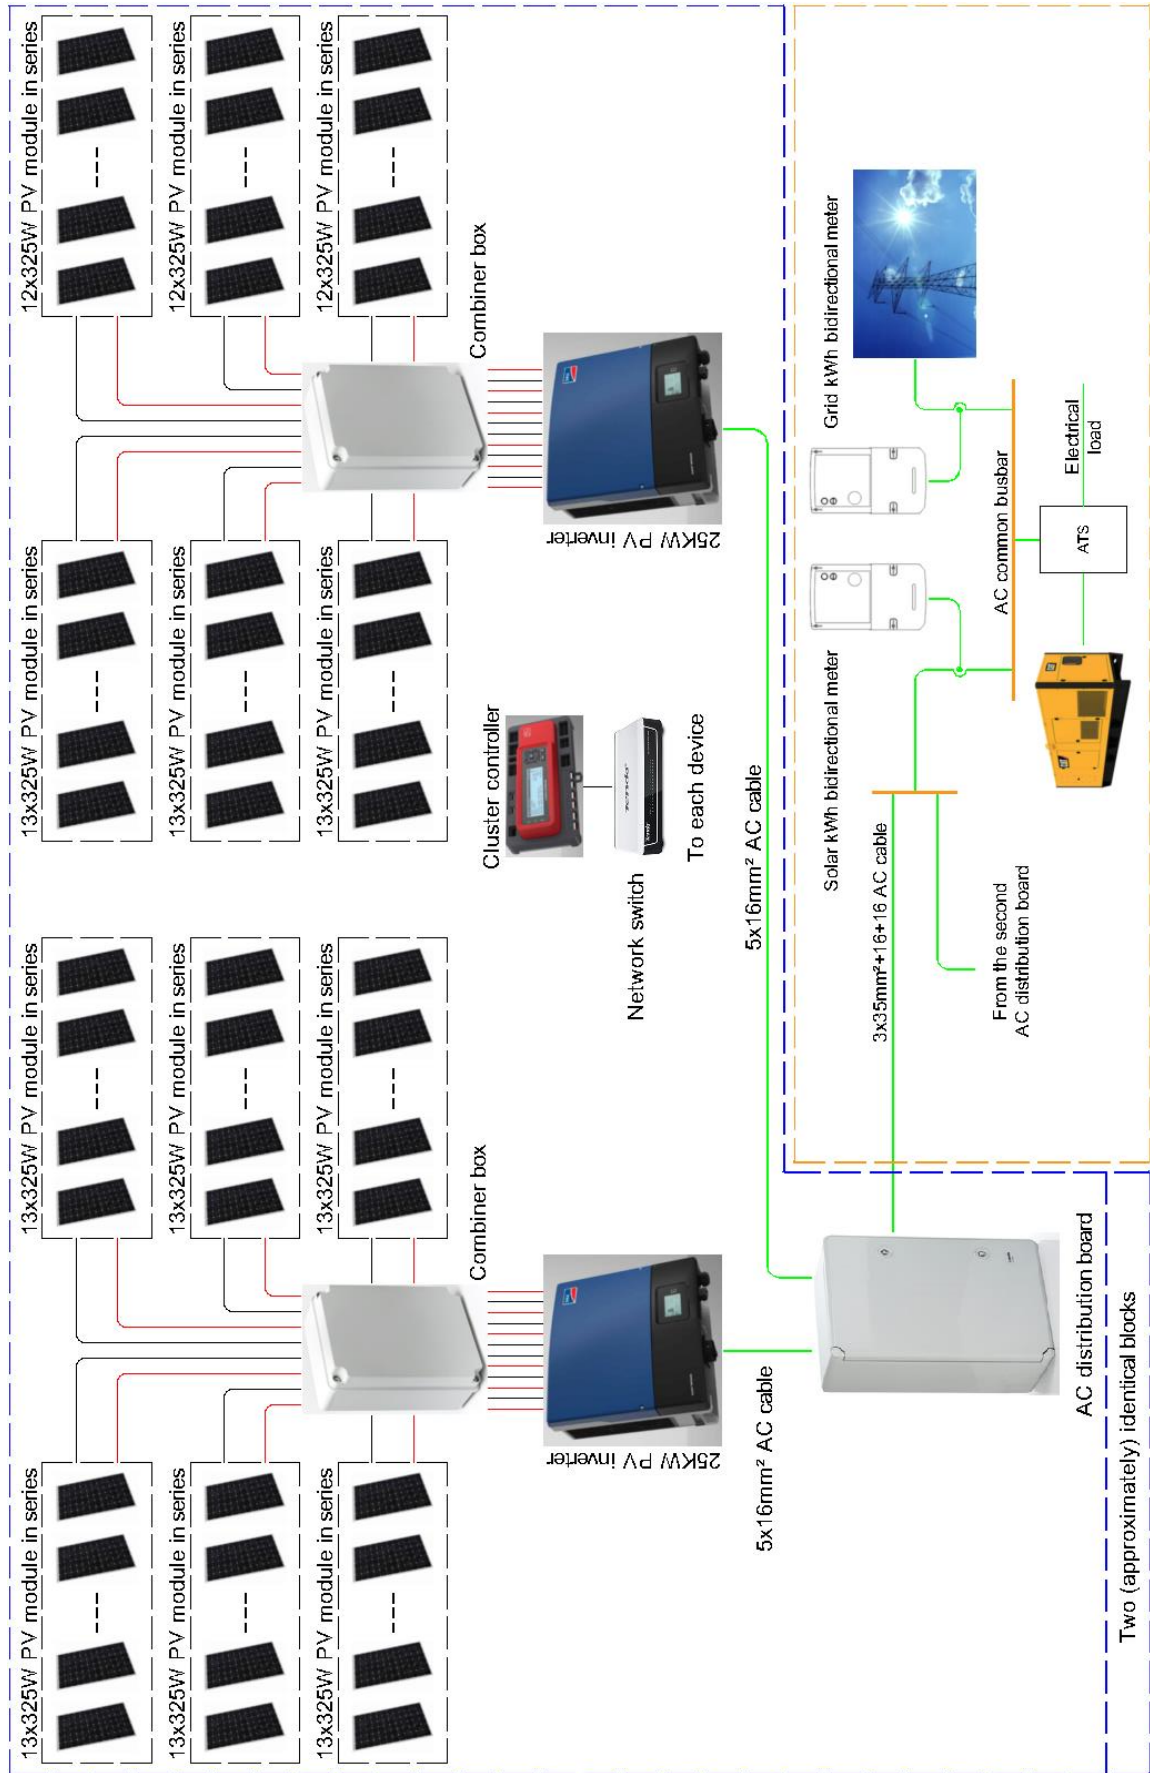 13x325W PV module in series
13x325W PV module in series
13x325W PV module in series
13x325W PV module in series
13x325W PV module in series
13x325W PV module in series
13x325W PV module in series
13x325W PV module in series
13x325W PV module in series
12x325W PV module in series
12x325W PV module in series
12x325W PV module in series
Combiner box
Combiner box
25KW PV inverter
25KW PV inverter
Cluster controller
Tenda
Network switch
To each device
5x16mm² AC cable
5x16mm² AC cable
AC distribution board
Two (approximately) identical blocks
3x35mm²+16+16 AC cable
From the second
AC distribution board
Solar kWh bidirectional meter
Grid kWh bidirectional meter
AC common busbar
ATS
Electrical
load